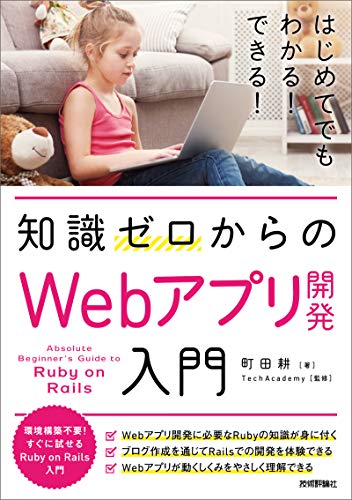 はじめてでも
わかる!
できる!
知識ゼロからの
Webアプリ開発
入門
Absolute
Beginner's Guide to
Ruby on
Rails
町田耕[著]
TechAcademy[監修]
環境構築不要!
すぐに試せる
Ruby on Rails
入門
Webアプリ開発に必要なRubyの知識が身に付く
ブログ作成を通じてRailsでの開発を体験できる
Webアプリが動くしくみをやさしく理解できる
技術評論社